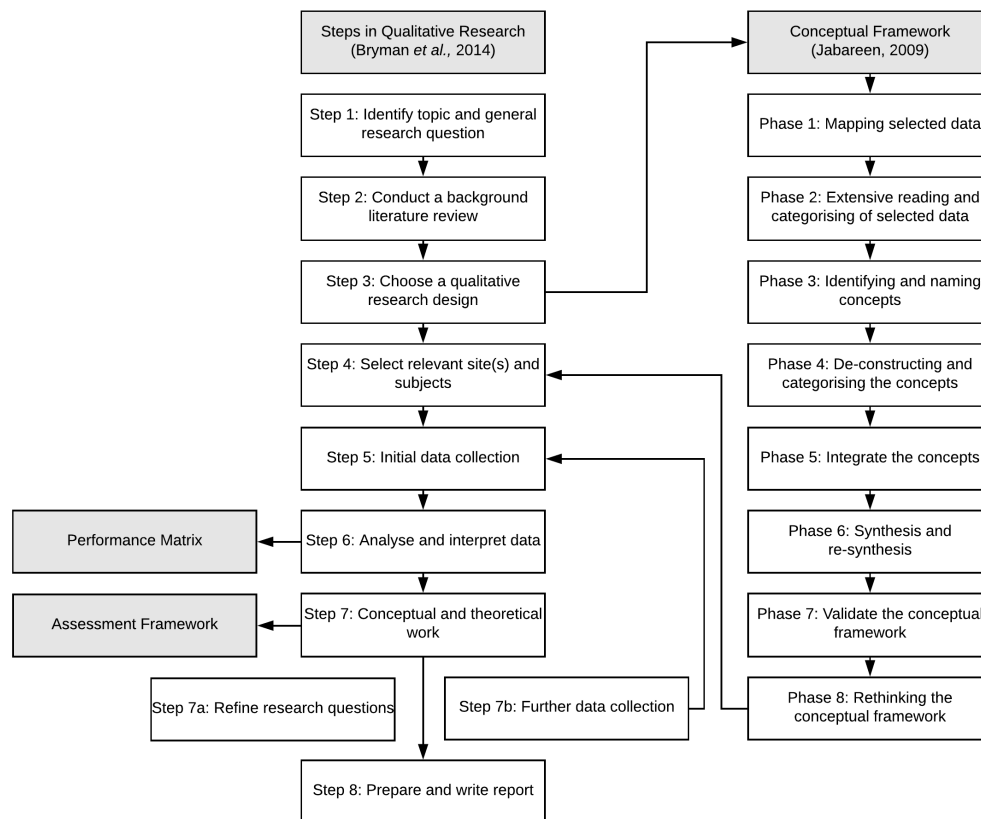 Steps in Qualitative Research
(Bryman et al., 2014)
Conceptual Framework
(Jabareen, 2009)
Step 1: Identify topic and general
research question
Phase 1: Mapping selected data
Step 2: Conduct a background
literature review
Phase 2: Extensive reading and
categorising of selected data
Step 3: Choose a qualitative
research design
Phase 3: Identifying and naming
concepts
Step 4: Select relevant site(s) and
subjects
Phase 4: De-constructing and
categorising the concepts
Step 5: Initial data collection
Phase 5: Integrate the concepts
Performance Matrix
Step 6: Analyse and interpret data
Phase 6: Synthesis and
re-synthesis
Assessment Framework
Step 7: Conceptual and theoretical
work
Phase 7: Validate the conceptual
framework
Step 7a: Refine research questions
Step 7b: Further data collection
Phase 8: Rethinking the
conceptual framework
Step 8: Prepare and write report